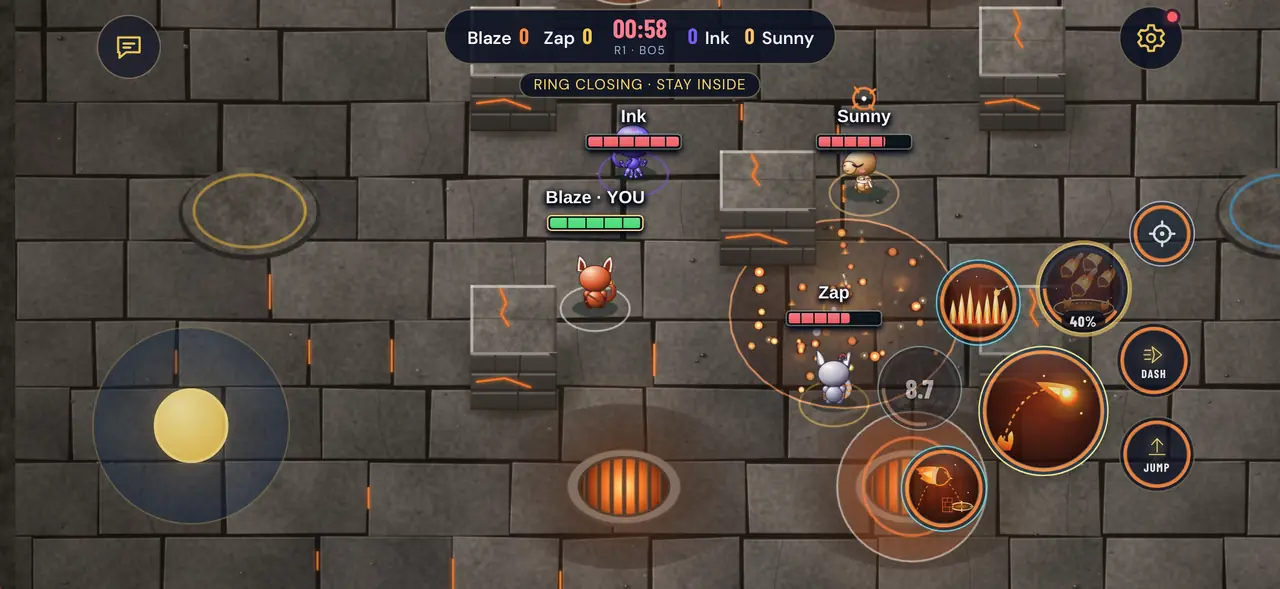 Blaze 0 Zap 0 00:58 0 Ink 0 Sunny
R1 · BO5
RING CLOSING · STAY INSIDE
Ink
Sunny
Blaze · YOU
Zap
40%
DASH
8.7
JUMP